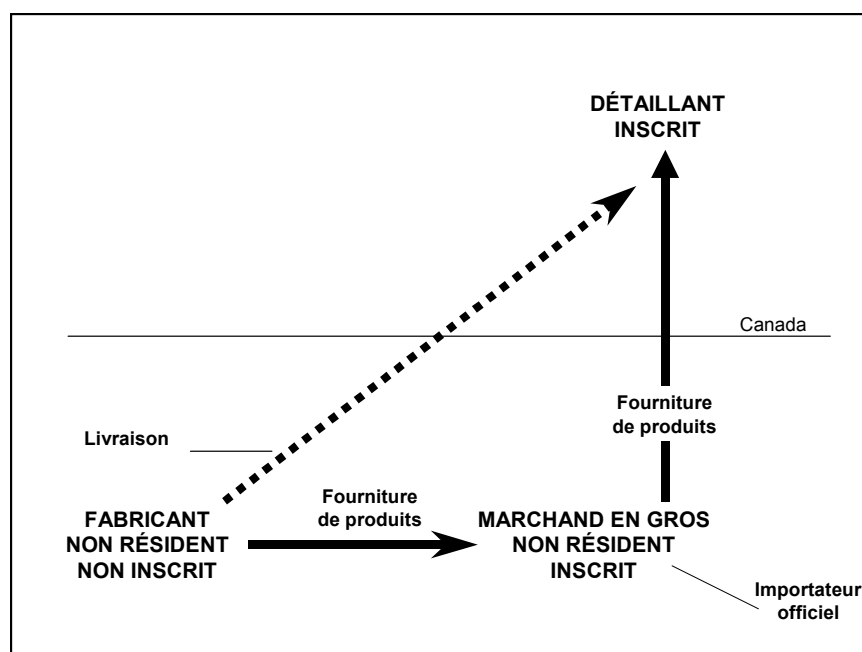 DÉTAILLANT
INSCRIT
Canada
Fourniture
de produits
Livraison
Fourniture
de produits
FABRICANT
NON RÉSIDENT
NON INSCRIT
MARCHAND EN GROS
NON RÉSIDENT
INSCRIT
Importateur
officiel